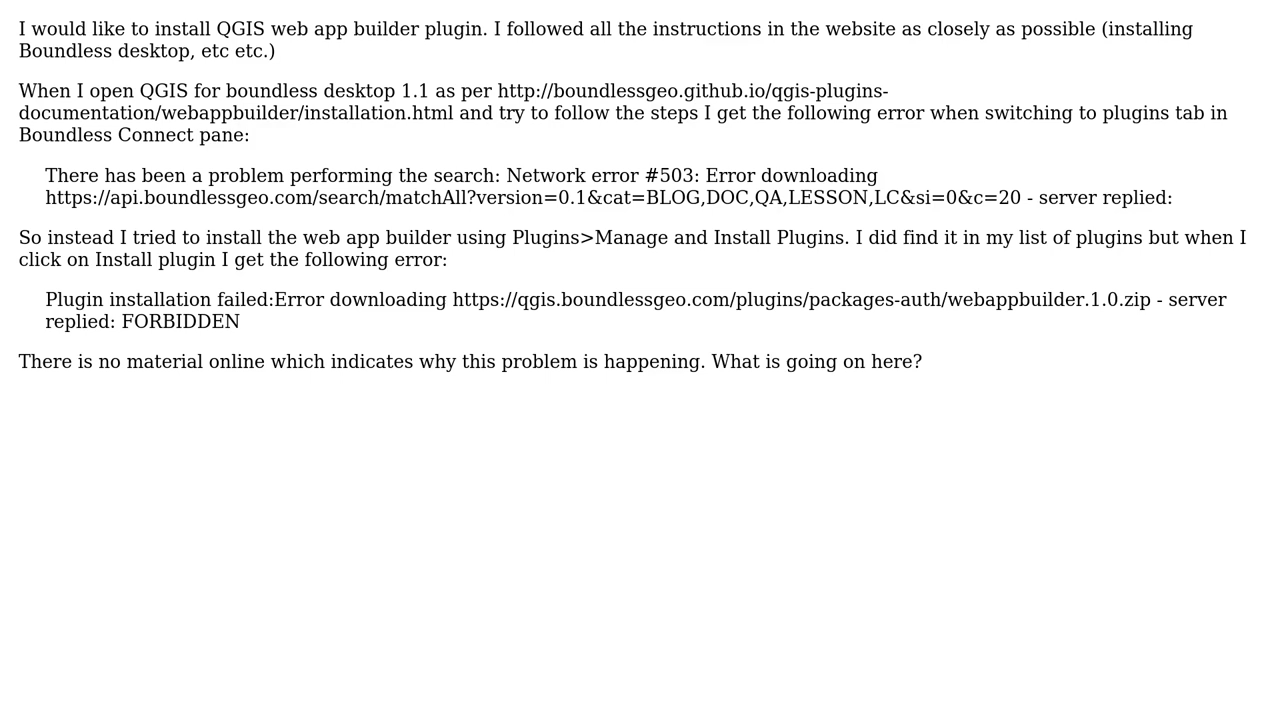 I would like to install QGIS web app builder plugin. I followed all the instructions in the website as closely as possible (installing
Boundless desktop, etc etc.)
When I open QGIS for boundless desktop 1.1 as per http://boundlessgeo.github.io/qgis-plugins-
documentation/webappbuilder/installation.html and try to follow the steps I get the following error when switching to plugins tab in
Boundless Connect pane:
There has been a problem performing the search: Network error #503: Error downloading
https://api.boundlessgeo.com/search/matchAll?version=0.1&cat=BLOG,DOC,QA,LESSON,LC&si=0&c=20 - server replied:
So instead I tried to install the web app builder using Plugins>Manage and Install Plugins. I did find it in my list of plugins but when I
click on Install plugin I get the following error:
Plugin installation failed:Error downloading https://qgis.boundlessgeo.com/plugins/packages-auth/webappbuilder.1.0.zip - server
replied: FORBIDDEN
There is no material online which indicates why this problem is happening. What is going on here?